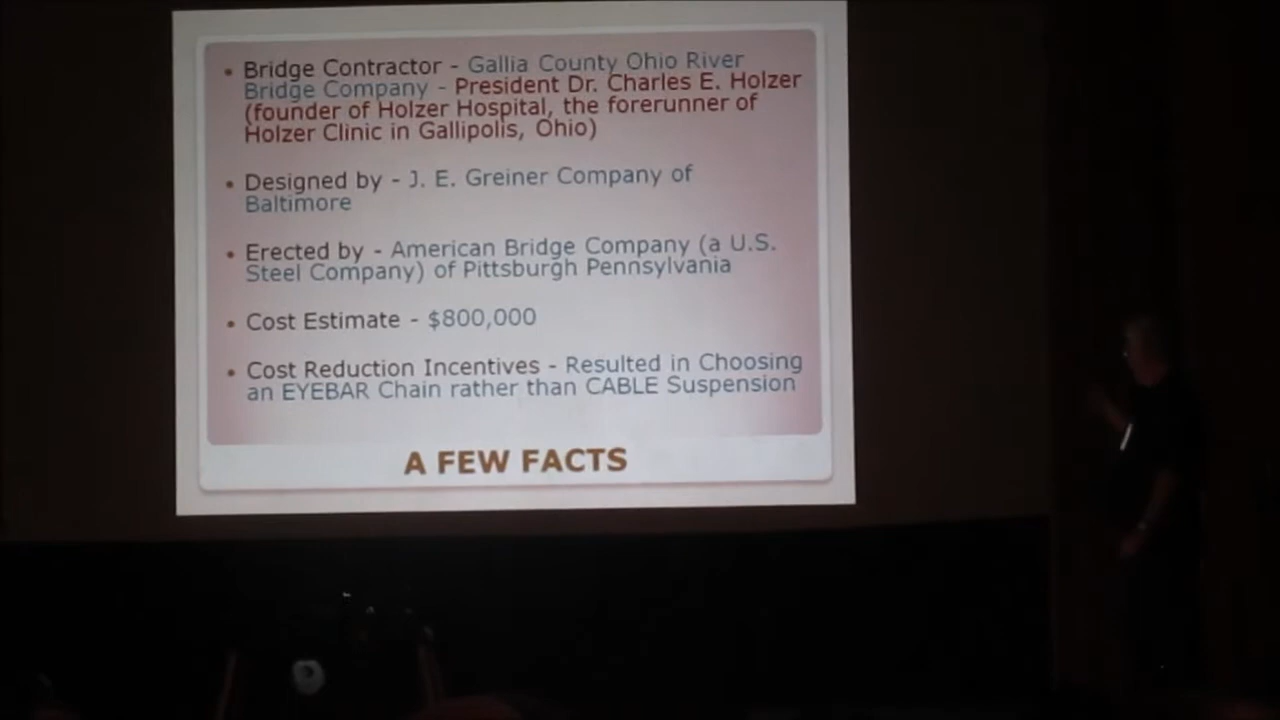 • Bridge Contractor - Gallia County Ohio River
Bridge Company - President Dr. Charles E. Holzer
(founder of Holzer Hospital, the forerunner of
Holzer Clinic in Gallipolis, Ohio)
• Designed by - J. E. Greiner Company of
Baltimore
• Erected by - American Bridge Company (a U.S.
Steel Company) of Pittsburgh Pennsylvania
• Cost Estimate - $800,000
• Cost Reduction Incentives - Resulted in Choosing
an EYEBAR Chain rather than CABLE Suspension
A FEW FACTS